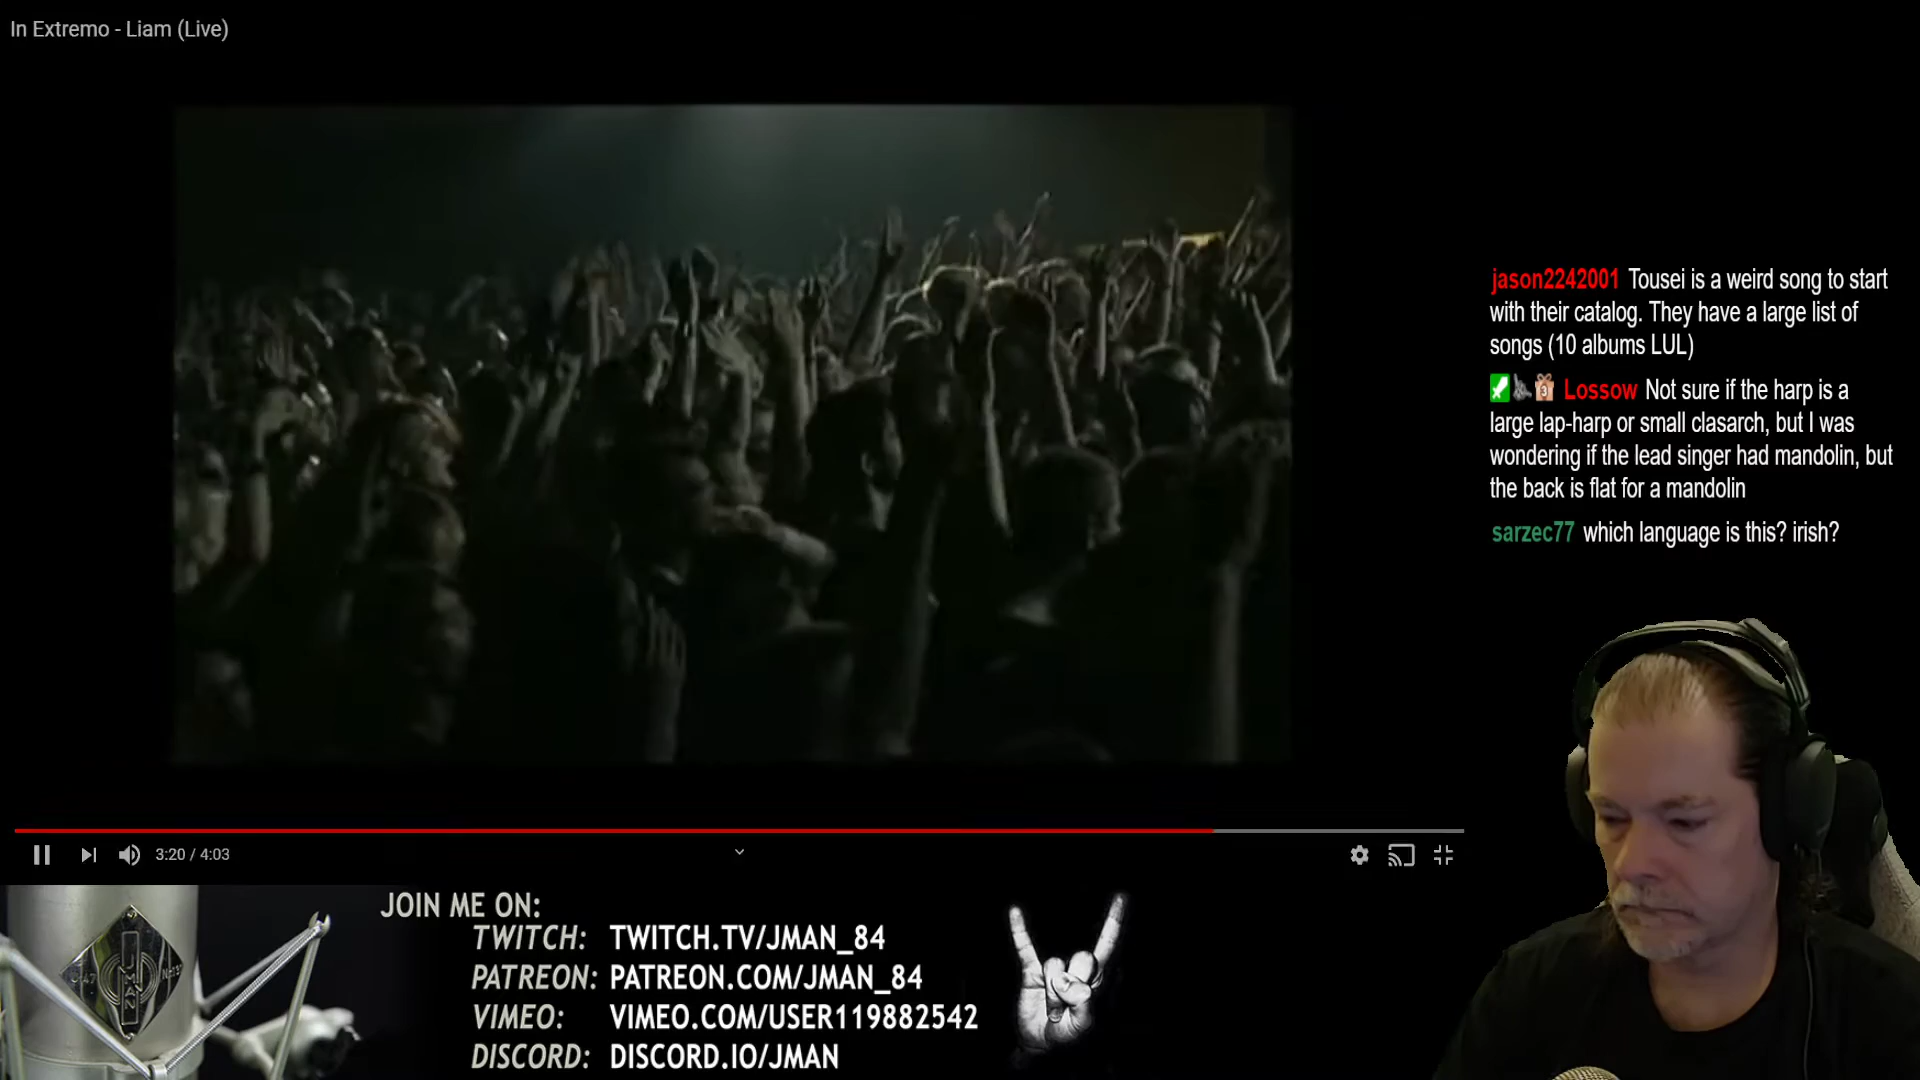 In Extremo - Liam (Live)
jason2242001 Tousei is a weird song to start
with their catalog. They have a large list of
songs (10 albums LUL)
Lossow Not sure if the harp is a
large lap-harp or small clasarch, but I was
wondering if the lead singer had mandolin, but
the back is flat for a mandolin
sarzec77 which language is this? irish?
3:20 / 4:03
JOIN ME ON:
TWITCH: TWITCH.TV/JMAN_84
PATREON: PATREON.COM/JMAN_84
VIMEO: VIMEO.COM/USER119882542
DISCORD: DISCORD.IO/JMAN
JMAN